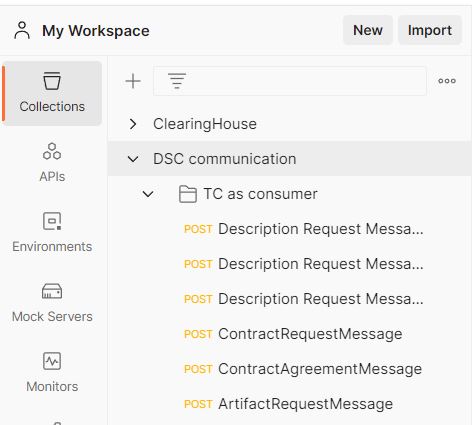 My Workspace New Import
Collections
APIs
Environments
Mock Servers
Monitors
ClearingHouse
DSC communication
TC as consumer
POST Description Request Messa...
POST Description Request Messa...
POST Description Request Messa...
POST ContractRequestMessage
POST ContractAgreementMessage
POST ArtifactRequestMessage